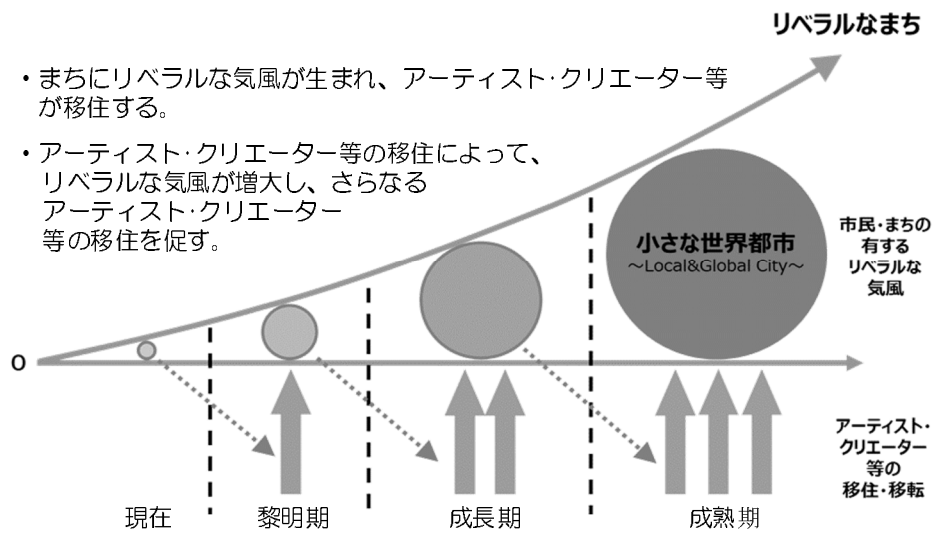 リベラルなまち
・まちにリベラルな気風が生まれ、アーティスト・クリエーター等
が移住する。
・アーティスト・クリエーター等の移住によって、
リベラルな気風が増大し、さらなる
アーティスト・クリエーター
等の移住を促す。
小さな世界都市
～Local&Global City～
市民・まちの
有する
リベラルな
気風
0
アーティスト・
クリエーター
等の
移住・移転
現在
黎明期
成長期
成熟期